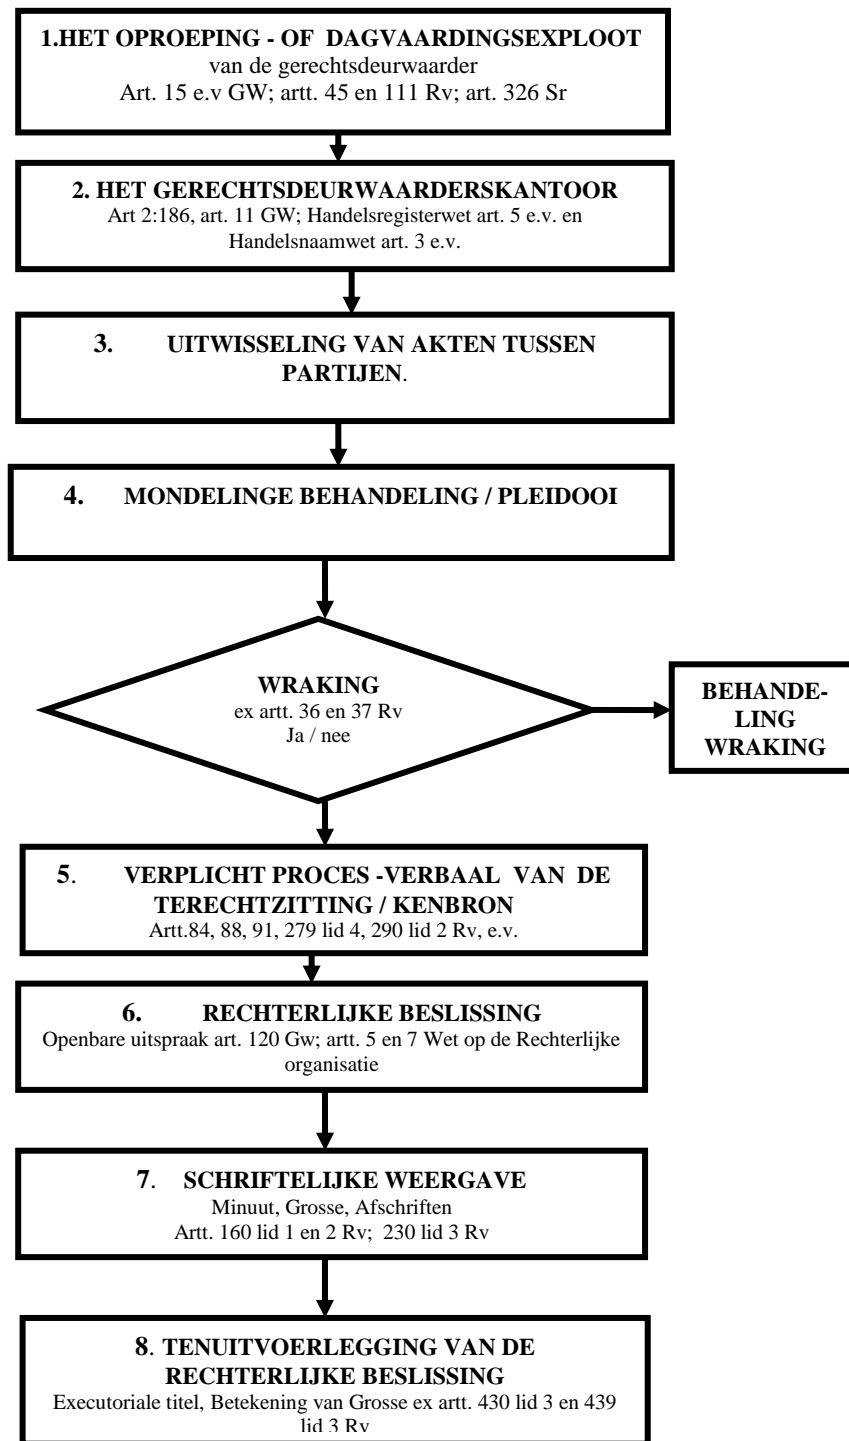 1.HET OPROEPING - OF DAGVAARDINGSEXPLOOT
van de gerechtsdeurwaarder
Art. 15 e.v GW; artt. 45 en 111 Rv; art. 326 Sr
2. HET GERECHTSDEURWAARDERSKANTOOR
Art 2:186, art. 11 GW; Handelsregisterwet art. 5 e.v. en
Handelsnaamwet art. 3 e.v.
3. UITWISSELING VAN AKTEN TUSSEN
PARTIJEN.
4. MONDELINGE BEHANDELING / PLEIDOOI
WRAKING
ex artt. 36 en 37 Rv
Ja / nee
BEHANDE-
LING
WRAKING
5. VERPLICHT PROCES -VERBAAL VAN DE
TERECHTZITTING / KENBRON
Artt.84, 88, 91, 279 lid 4, 290 lid 2 Rv, e.v.
6. RECHTERLIJKE BESLISSING
Openbare uitspraak art. 120 Gw; artt. 5 en 7 Wet op de Rechterlijke
organisatie
7. SCHRIFTELIJKE WEERGAVE
Minuut, Grosse, Afschriften
Artt. 160 lid 1 en 2 Rv; 230 lid 3 Rv
8. TENUITVOERLEGGING VAN DE
RECHTERLIJKE BESLISSING
Executoriale titel, Betekening van Grosse ex artt. 430 lid 3 en 439
lid 3 Rv